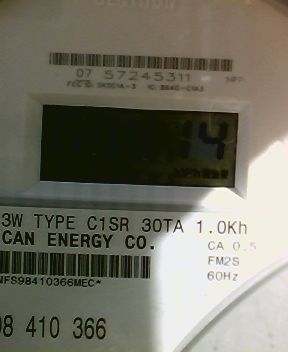 CENTRON
07 57245311
14
3W TYPE C1SR 30TA 1.0Kh
CAN ENERGY CO.
CA 0.5
FM2S
60Hz
NFS98410366MEC*
98 410 366